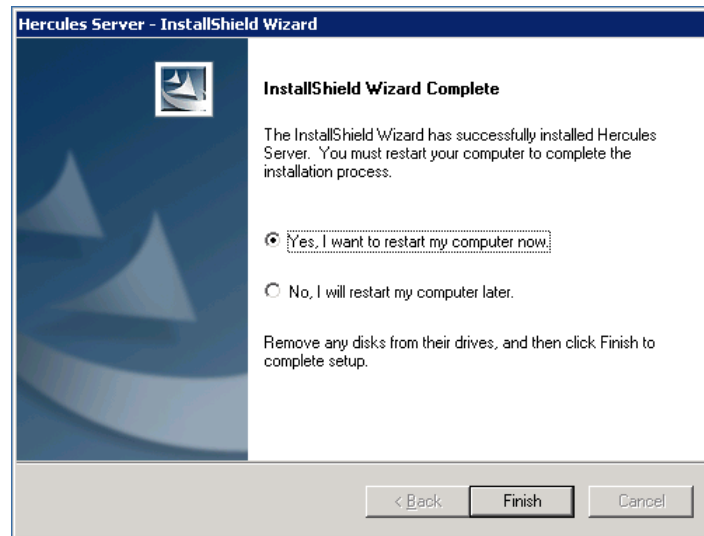 Hercules Server - InstallShield Wizard
InstallShield Wizard Complete
The InstallShield Wizard has successfully installed Hercules
Server. You must restart your computer to complete the
installation process.
Yes, I want to restart my computer now.
No, I will restart my computer later.
Remove any disks from their drives, and then click Finish to
complete setup.
< Back
Finish
Cancel